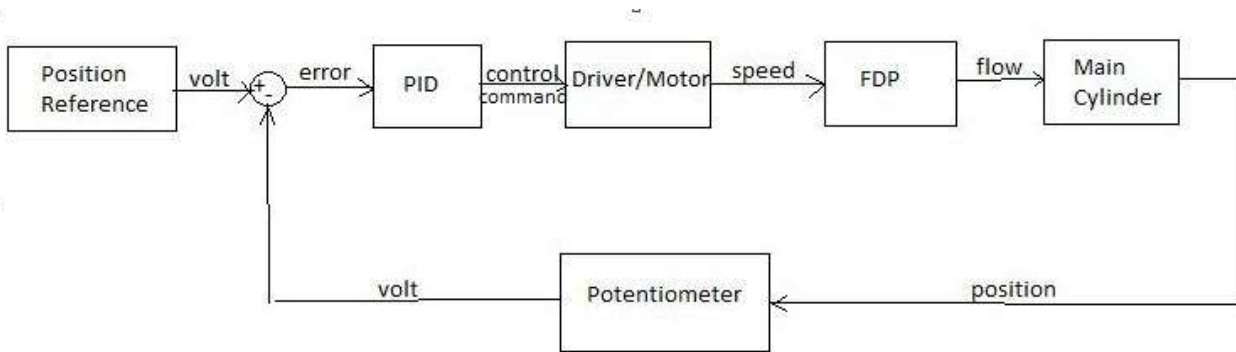 Position
Reference
volt
+
-
error
PID
control
command
Driver/Motor
speed
FDP
flow
Main
Cylinder
volt
Potentiometer
position